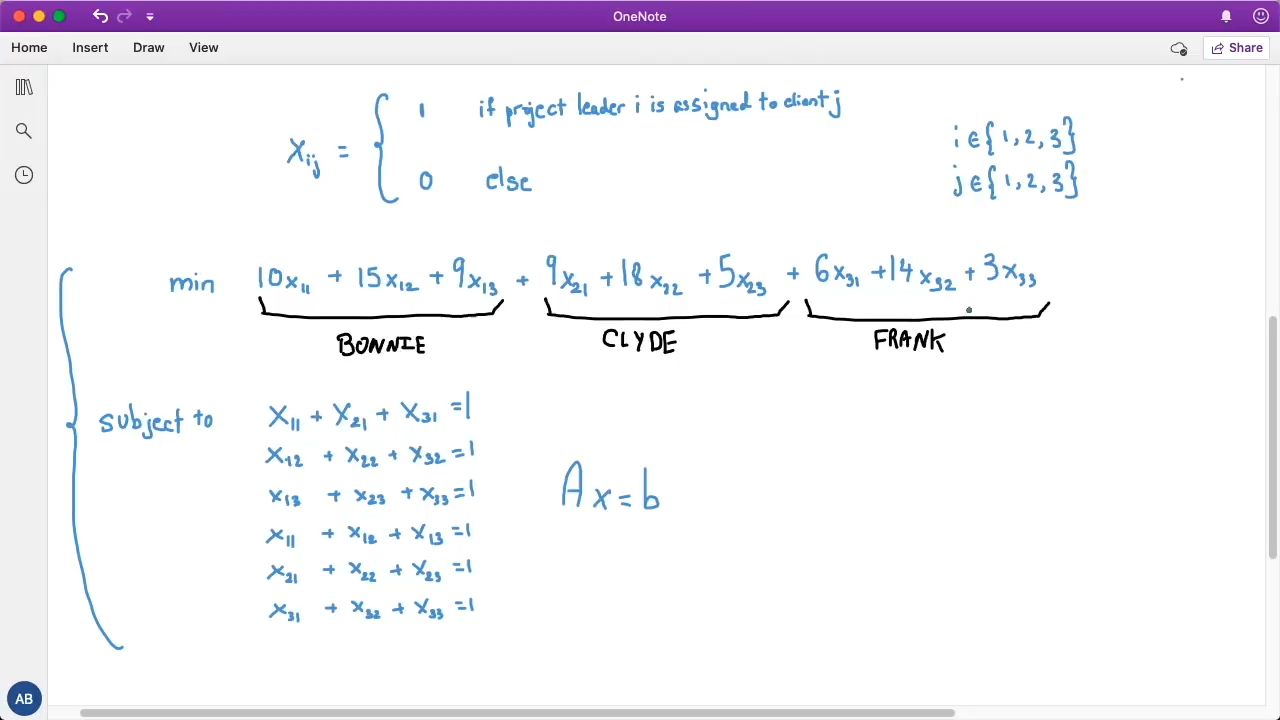 OneNote
Home Insert Draw View Share
1 if project leader i is assigned to client j
i ∈ {1, 2, 3}
xij =
0 else
j ∈ {1, 2, 3}
min 10x11 + 15x12 + 9x13 + 9x21 + 18x22 + 5x23 + 6x31 + 14x32 + 3x33
BONNIE CLYDE FRANK
subject to x11 + x21 + x31 = 1
x12 + x22 + x32 = 1
x13 + x23 + x33 = 1
Ax = b
x11 + x12 + x13 = 1
x21 + x22 + x23 = 1
x31 + x32 + x33 = 1
AB